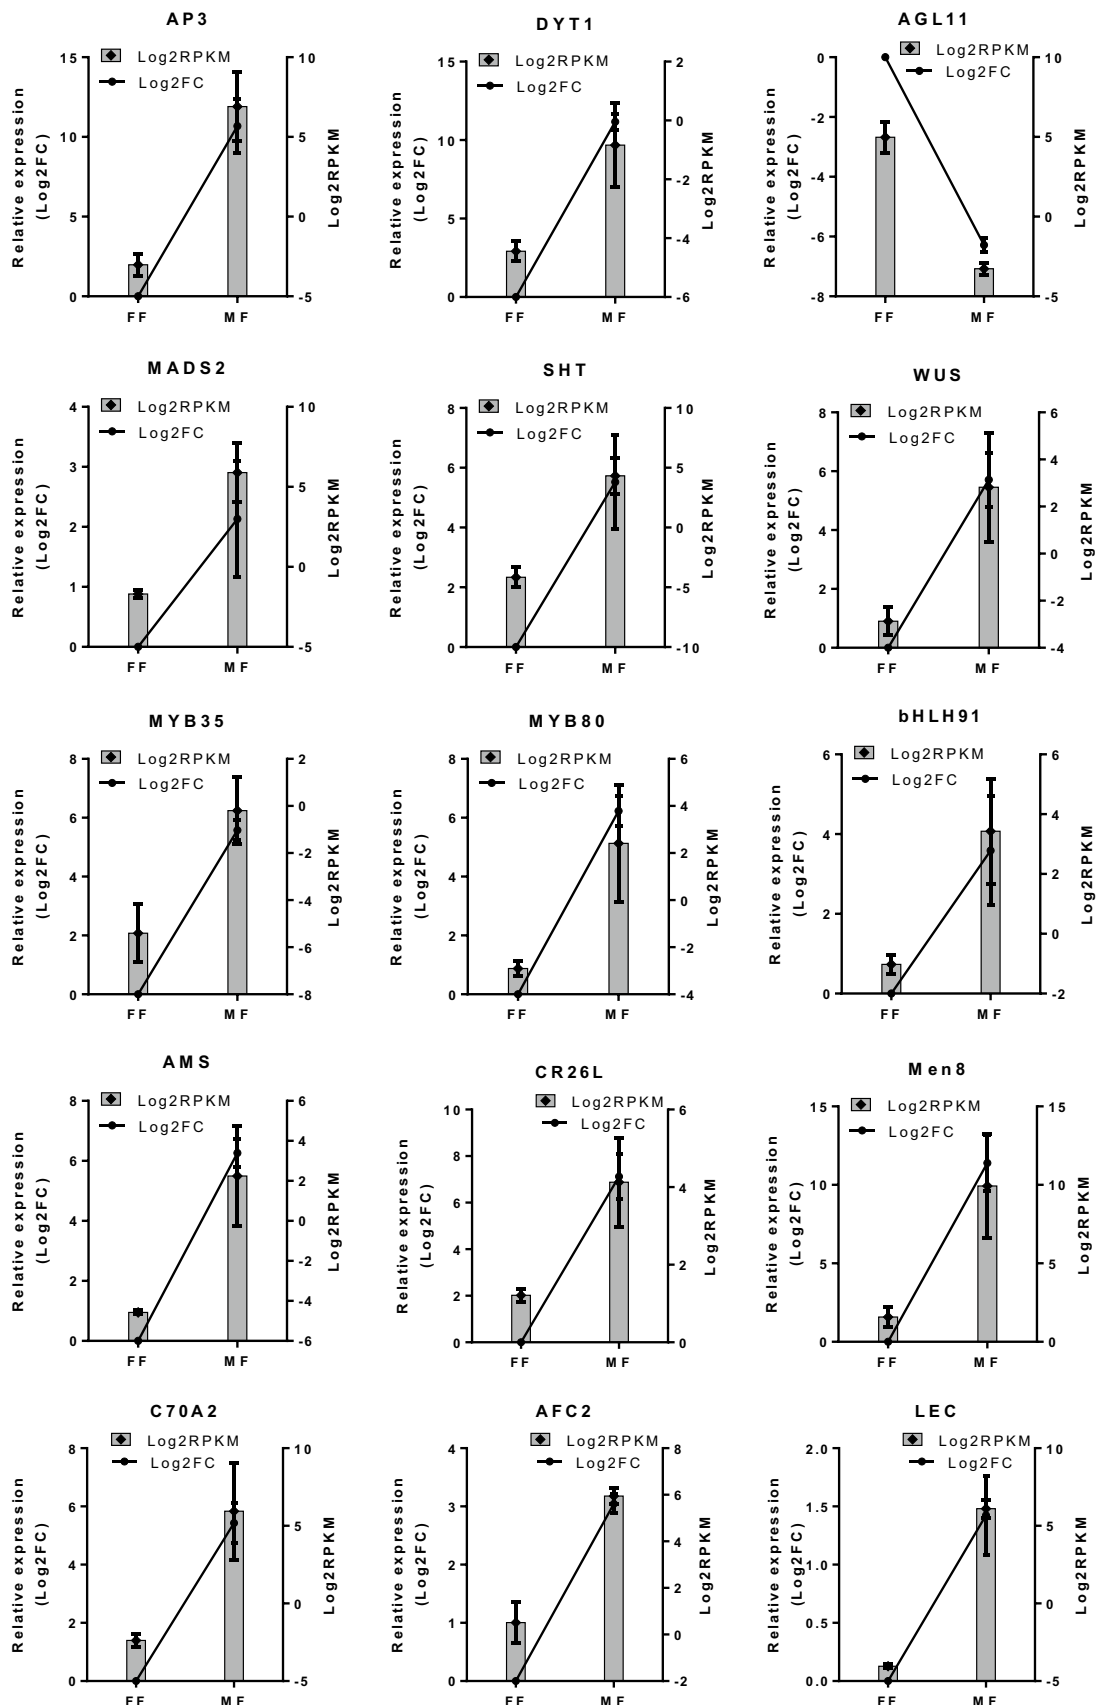 AP3
Log2RPKM
Log2FC
Relative expression
(Log2FC)
15
10
5
0
10
5
0
-5
Log2RPKM
FF MF
DYT1
Log2RPKM
Log2FC
Relative expression
(Log2FC)
15
10
5
0
2
0
-2
-4
-6
Log2RPKM
FF MF
AGL11
Log2RPKM
Log2FC
Relative expression
(Log2FC)
0
-2
-4
-6
-8
10
5
0
-5
Log2RPKM
FF MF
MADS2
Log2RPKM
Log2FC
Relative expression
(Log2FC)
4
3
2
1
0
10
5
0
-5
Log2RPKM
FF MF
SHT
Log2RPKM
Log2FC
Relative expression
(Log2FC)
8
6
4
2
0
10
5
0
-5
-10
Log2RPKM
FF MF
WUS
Log2RPKM
Log2FC
Relative expression
(Log2FC)
8
6
4
2
0
6
4
2
0
-2
-4
Log2RPKM
FF MF
MYB35
Log2RPKM
Log2FC
Relative expression
(Log2FC)
8
6
4
2
0
2
0
-2
-4
-6
-8
Log2RPKM
FF MF
MYB80
Log2RPKM
Log2FC
Relative expression
(Log2FC)
8
6
4
2
0
6
4
2
0
-2
-4
Log2RPKM
FF MF
bHLH91
Log2RPKM
Log2FC
Relative expression
(Log2FC)
6
4
2
0
6
4
2
0
-2
Log2RPKM
FF MF
AMS
Log2RPKM
Log2FC
Relative expression
(Log2FC)
8
6
4
2
0
6
4
2
0
-2
-4
-6
Log2RPKM
FF MF
CR26L
Log2RPKM
Log2FC
Relative expression
(Log2FC)
10
8
6
4
2
0
6
4
2
0
Log2RPKM
FF MF
Men8
Log2RPKM
Log2FC
Relative expression
(Log2FC)
15
10
5
0
15
10
5
0
Log2RPKM
FF MF
C70A2
Log2RPKM
Log2FC
Relative expression
(Log2FC)
8
6
4
2
0
10
5
0
-5
Log2RPKM
FF MF
AFC2
Log2RPKM
Log2FC
Relative expression
(Log2FC)
4
3
2
1
0
8
6
4
2
0
-2
Log2RPKM
FF MF
LEC
Log2RPKM
Log2FC
Relative expression
(Log2FC)
2.0
1.5
1.0
0.5
0.0
10
5
0
-5
Log2RPKM
FF MF